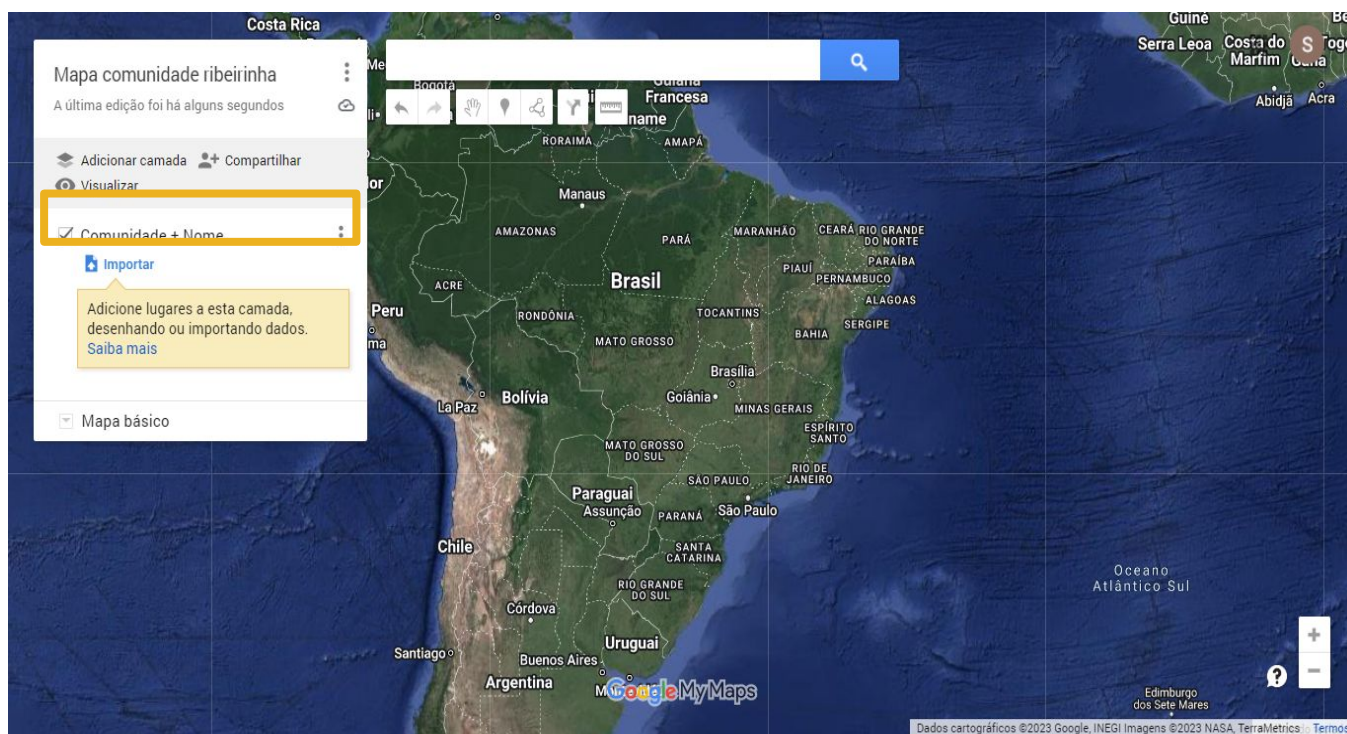 Costa Rica
Guiné
Serra Leoa
Costa do
Marfim
Abidjã
Acra
S
Mapa comunidade ribeirinha
A última edição foi há alguns segundos
Adicionar camada
Compartilhar
Visualizar
Comunidade + Nome
Importar
Adicione lugares a esta camada,
desenhando ou importando dados.
Saiba mais
Mapa básico
Bogotá
Francesa
RORAIMA
AMAPÁ
Manaus
AMAZONAS
PARÁ
MARANHÃO
CEARÁ
RIO GRANDE
DO NORTE
PARAÍBA
PIAUÍ
PERNAMBUCO
ACRE
Brasil
ALAGOAS
Peru
RONDÔNIA
TOCANTINS
SERGIPE
BAHIA
MATO GROSSO
Brasília
La Paz
Bolívia
Goiânia
MINAS GERAIS
ESPÍRITO
SANTO
MATO GROSSO
DO SUL
RIO DE
JANEIRO
SÃO PAULO
Paraguai
Assunção
PARANÁ
São Paulo
Chile
SANTA
CATARINA
Oceano
Atlântico Sul
RIO GRANDE
DO SUL
Córdova
Uruguai
Santiago
Buenos Aires
Argentina
Google My Maps
Edimburgo
dos Sete Mares
Dados cartográficos ©2023 Google, INEGI Imagens ©2023 NASA, TerraMetrics
Termos